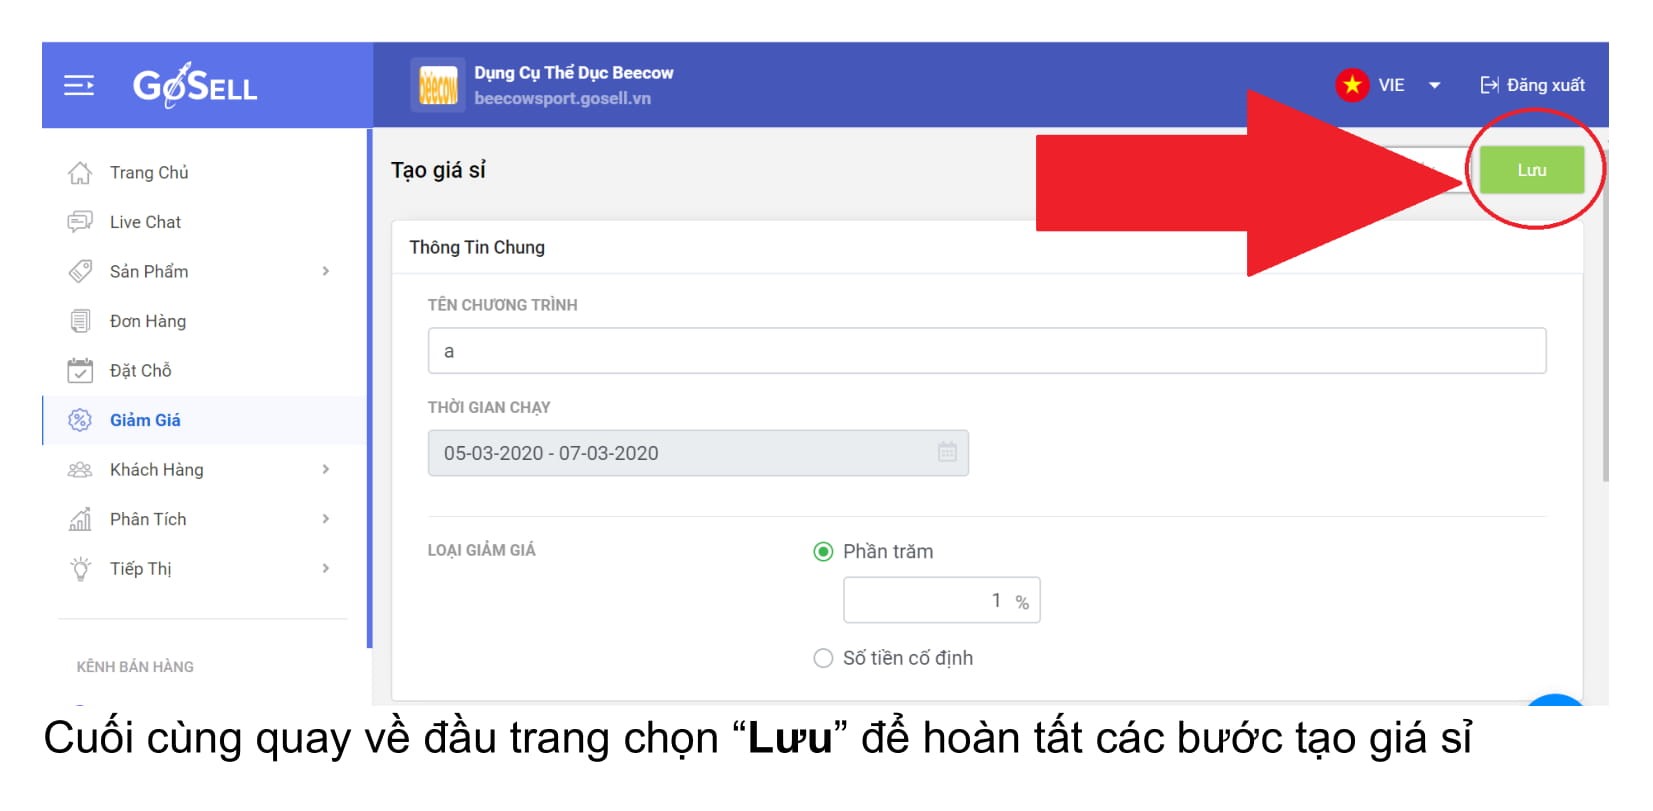 GoSELL
beecow
Dụng Cụ Thể Dục Beecow
beecowsport.gosell.vn
VIE
Đăng xuất
Trang Chủ
Live Chat
Sản Phẩm
Đơn Hàng
Đặt Chỗ
Giảm Giá
Khách Hàng
Phân Tích
Tiếp Thị
KÊNH BÁN HÀNG
Tạo giá sỉ
Lưu
Thông Tin Chung
TÊN CHƯƠNG TRÌNH
a
THỜI GIAN CHẠY
05-03-2020 - 07-03-2020
LOẠI GIẢM GIÁ
Phần trăm
1 %
Số tiền cố định
Cuối cùng quay về đầu trang chọn “Lưu” để hoàn tất các bước tạo giá sỉ